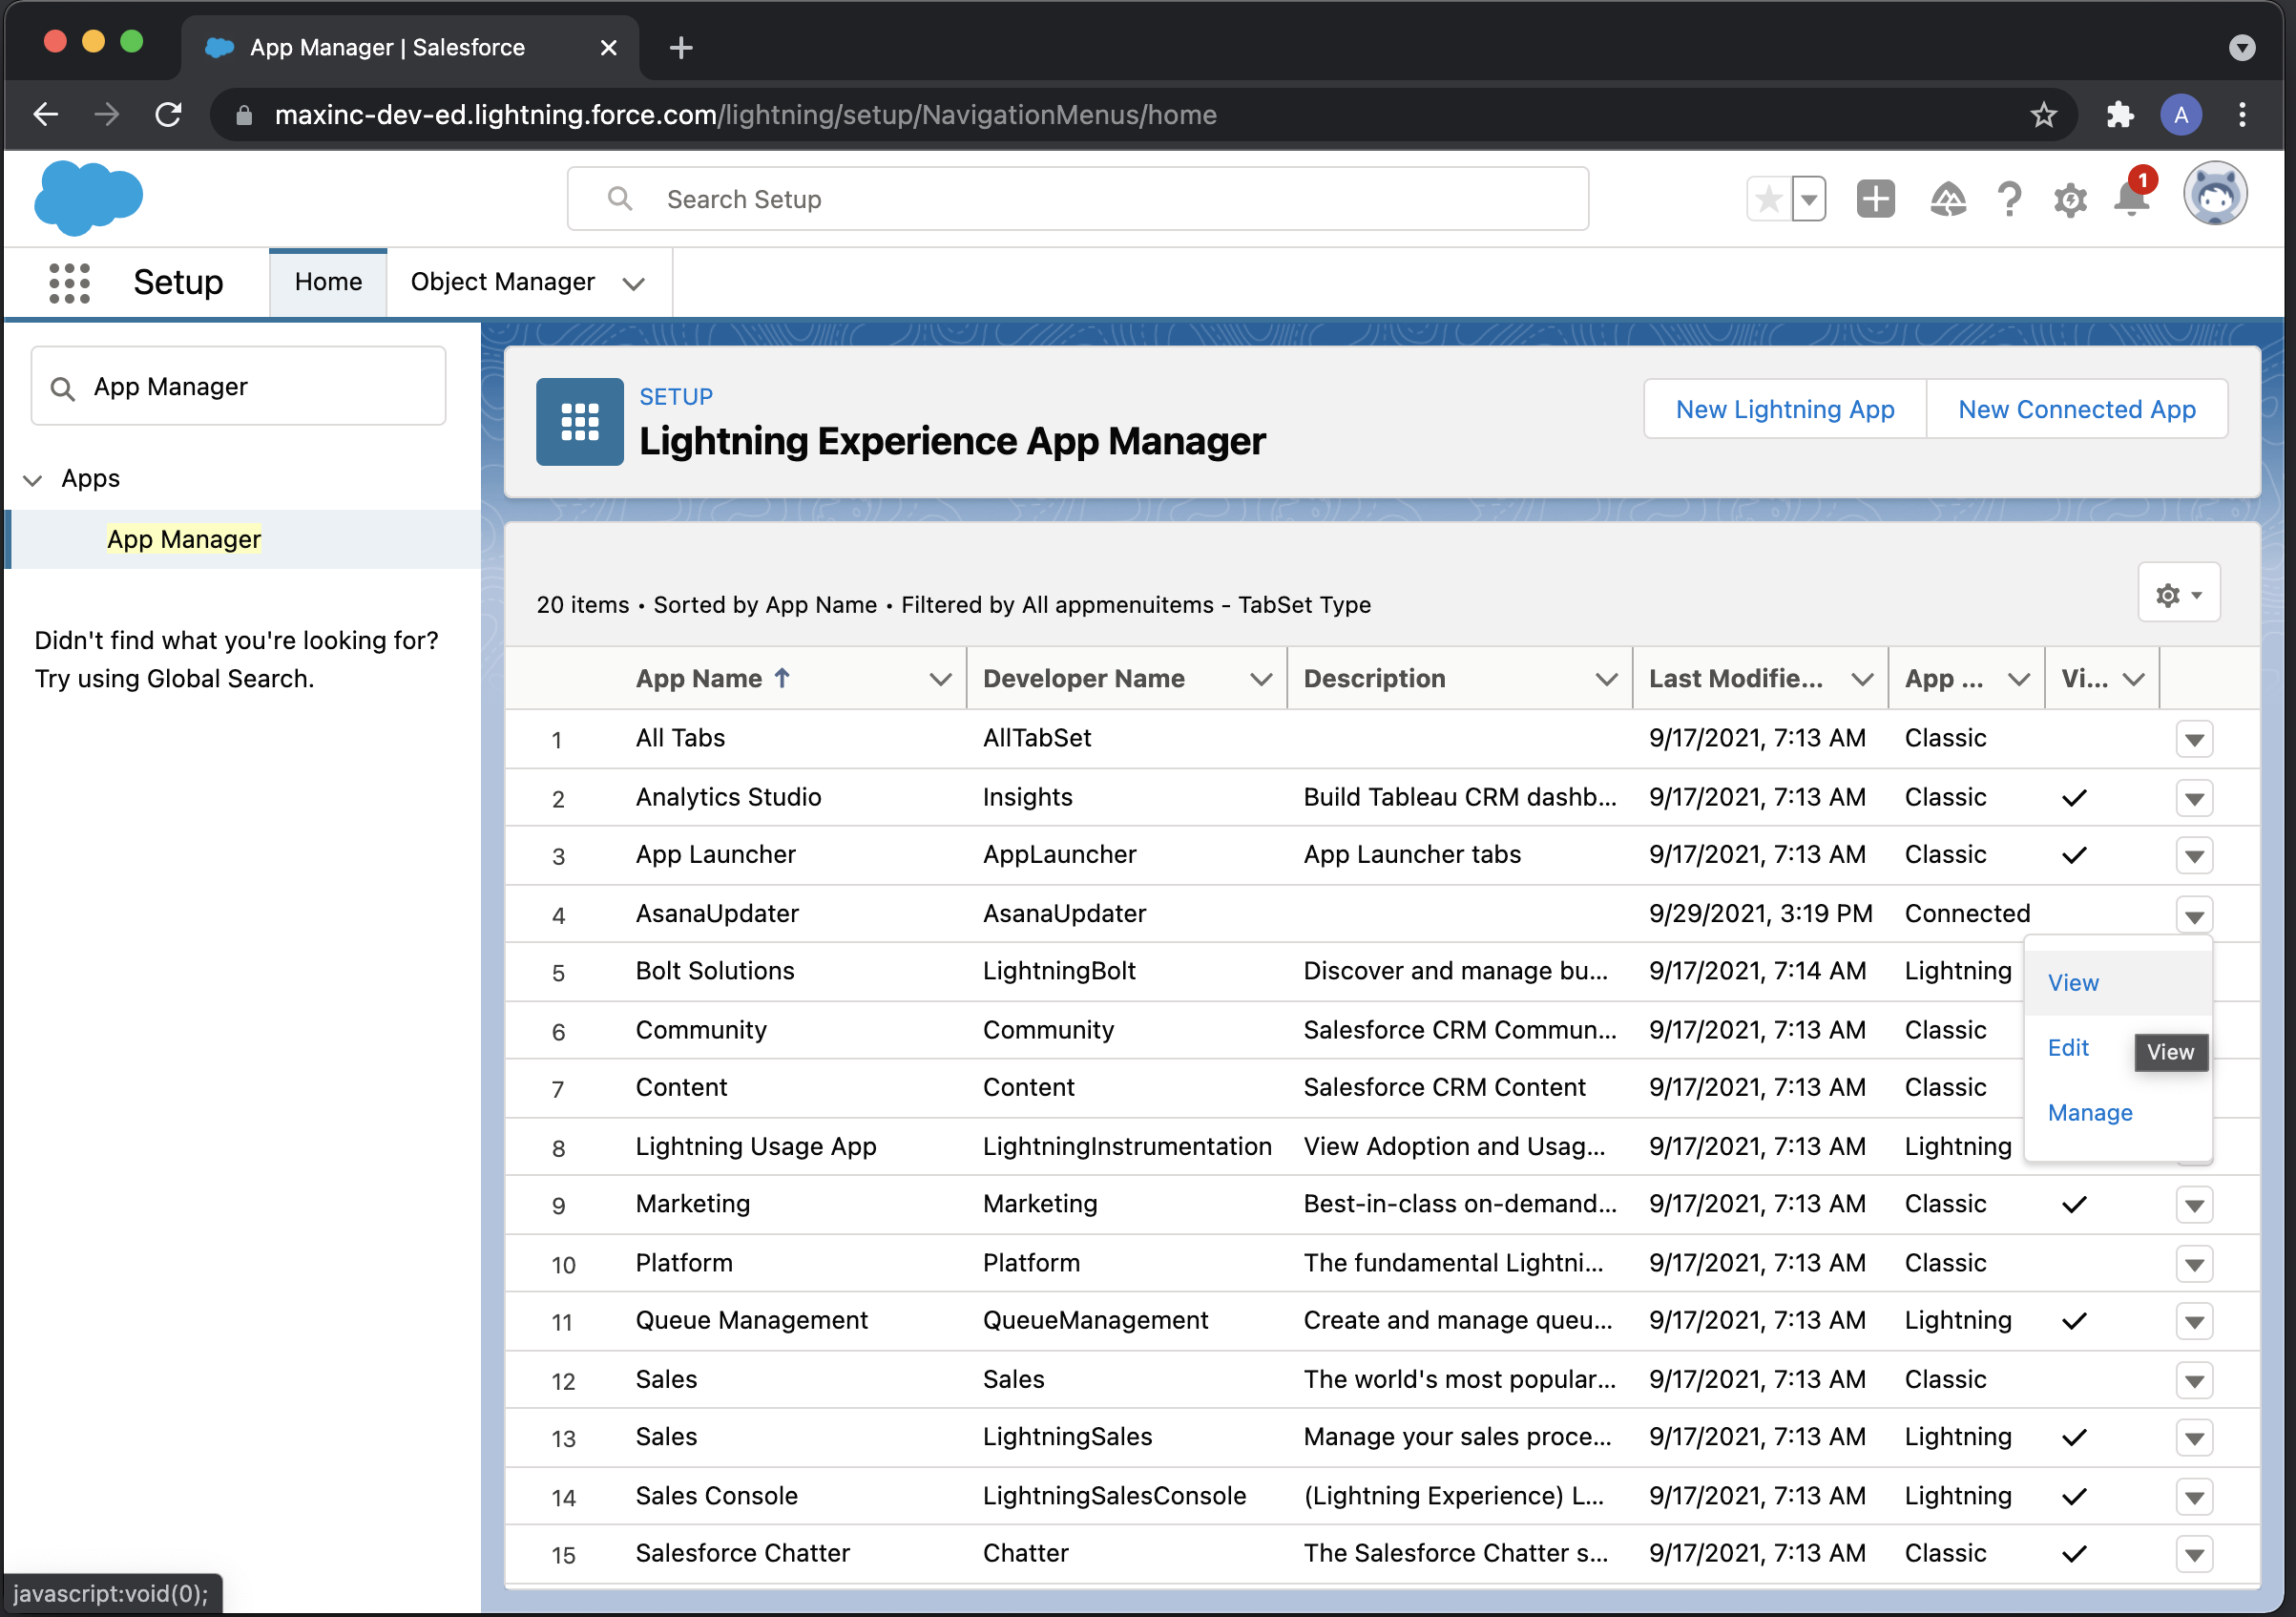 App Manager | Salesforce
maxinc-dev-ed.lightning.force.com/lightning/setup/NavigationMenus/home
A
Search Setup
1
Setup
Home
Object Manager
App Manager
Apps
App Manager
Didn't find what you're looking for?
Try using Global Search.
SETUP
Lightning Experience App Manager
New Lightning App
New Connected App
20 items • Sorted by App Name • Filtered by All appmenuitems - TabSet Type
App Name Developer Name Description Last Modifie... App ... Vi...
1 All Tabs AllTabSet 9/17/2021, 7:13 AM Classic
2 Analytics Studio Insights Build Tableau CRM dashb... 9/17/2021, 7:13 AM Classic
3 App Launcher AppLauncher App Launcher tabs 9/17/2021, 7:13 AM Classic
4 AsanaUpdater AsanaUpdater 9/29/2021, 3:19 PM Connected
5 Bolt Solutions LightningBolt Discover and manage bu... 9/17/2021, 7:14 AM Lightning
View
6 Community Community Salesforce CRM Commun... 9/17/2021, 7:13 AM Classic
Edit
View
7 Content Content Salesforce CRM Content 9/17/2021, 7:13 AM Classic
Manage
8 Lightning Usage App LightningInstrumentation View Adoption and Usag... 9/17/2021, 7:13 AM Lightning
9 Marketing Marketing Best-in-class on-demand... 9/17/2021, 7:13 AM Classic
10 Platform Platform The fundamental Lightni... 9/17/2021, 7:13 AM Classic
11 Queue Management QueueManagement Create and manage queu... 9/17/2021, 7:13 AM Lightning
12 Sales Sales The world's most popular... 9/17/2021, 7:13 AM Classic
13 Sales LightningSales Manage your sales proce... 9/17/2021, 7:13 AM Lightning
14 Sales Console LightningSalesConsole (Lightning Experience) L... 9/17/2021, 7:13 AM Lightning
15 Salesforce Chatter Chatter The Salesforce Chatter s... 9/17/2021, 7:13 AM Classic
javascript:void(0);